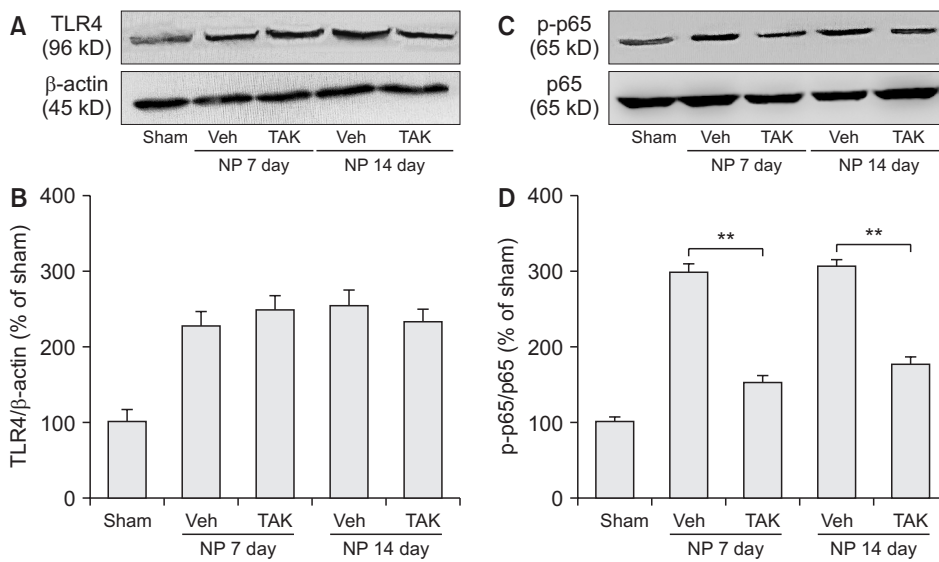 A
TLR4
(96 kD)
β-actin
(45 kD)
Sham
Veh
TAK
Veh
TAK
NP 7 day
NP 14 day
C
p-p65
(65 kD)
p65
(65 kD)
Sham
Veh
TAK
Veh
TAK
NP 7 day
NP 14 day
B
TLR4/β-actin (% of sham)
400
300
200
100
0
Sham
Veh
TAK
Veh
TAK
NP 7 day
NP 14 day
D
p-p65/p65 (% of sham)
400
300
200
100
0
**
**
Sham
Veh
TAK
Veh
TAK
NP 7 day
NP 14 day